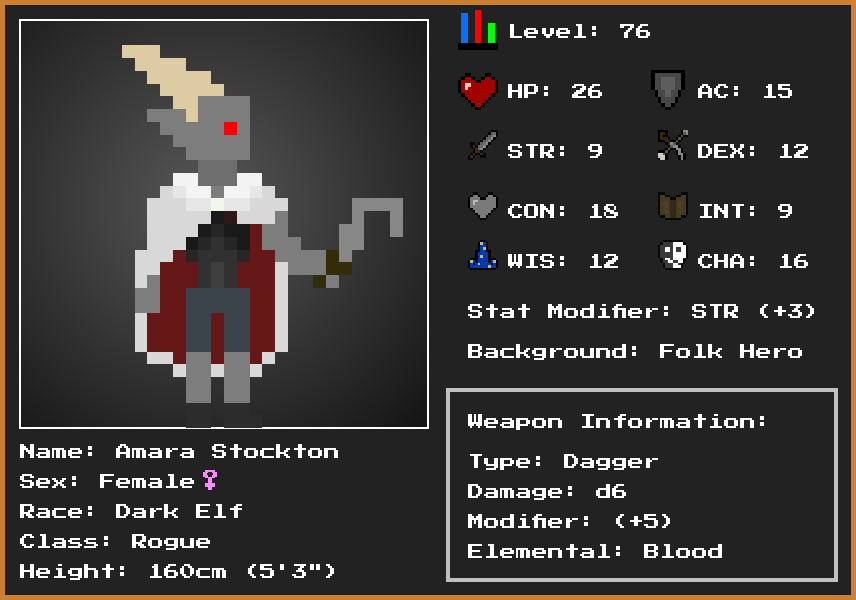 Level: 76
HP: 26
AC: 15
STR: 9
DEX: 12
CON: 18
INT: 9
WIS: 12
CHA: 16
Stat Modifier: STR (+3)
Background: Folk Hero
Weapon Information:
Type: Dagger
Damage: d6
Modifier: (+5)
Elemental: Blood
Name: Amara Stockton
Sex: Female♀
Race: Dark Elf
Class: Rogue
Height: 160cm (5'3")